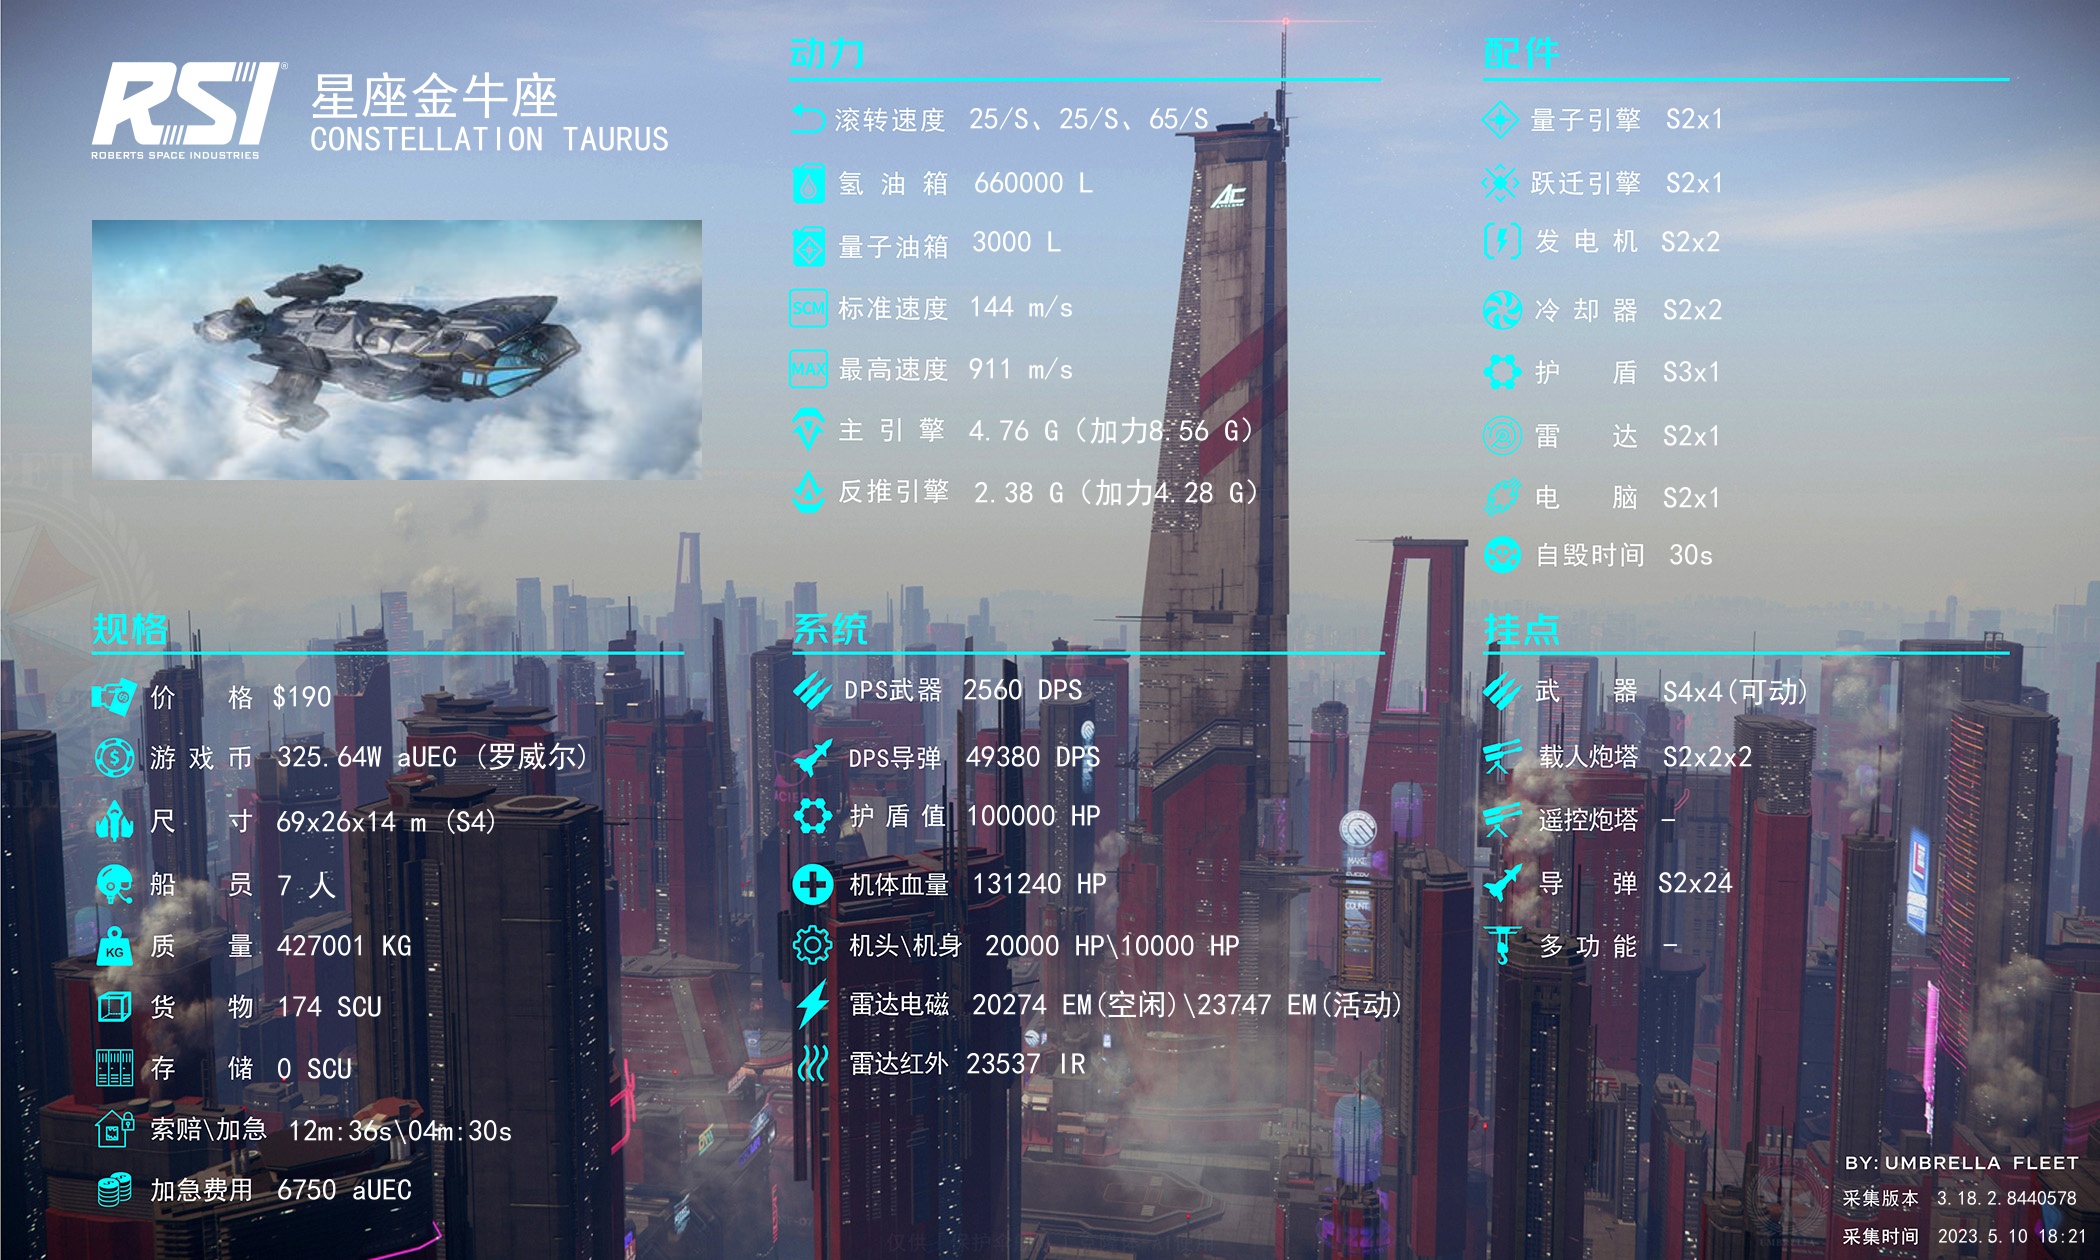 RSI
ROBERTS SPACE INDUSTRIES
星座金牛座
CONSTELLATION TAURUS
动力
滚转速度 25/S、25/S、65/S
氢油箱 660000 L
量子油箱 3000 L
SCM 标准速度 144 m/s
MAX 最高速度 911 m/s
主引擎 4.76 G（加力8.56 G）
反推引擎 2.38 G（加力4.28 G）
配件
量子引擎 S2x1
跃迁引擎 S2x1
发电机 S2x2
冷却器 S2x2
护盾 S3x1
雷达 S2x1
电脑 S2x1
自毁时间 30s
规格
价格 $190
游戏币 325.64W aUEC (罗威尔)
尺寸 69x26x14 m (S4)
船员 7 人
KG 质量 427001 KG
货物 174 SCU
存储 0 SCU
索赔\加急 12m:36s\04m:30s
加急费用 6750 aUEC
系统
DPS武器 2560 DPS
DPS导弹 49380 DPS
护盾值 100000 HP
机体血量 131240 HP
机头\机身 20000 HP\10000 HP
雷达电磁 20274 EM(空闲)\23747 EM(活动)
雷达红外 23537 IR
挂点
武器 S4x4(可动)
载人炮塔 S2x2x2
遥控炮塔 -
导弹 S2x24
多功能 -
AC
MAKE
EVERY
COUNT
BY: UMBRELLA FLEET
采集版本 3.18.2.8440578
采集时间 2023.5.10 18:21